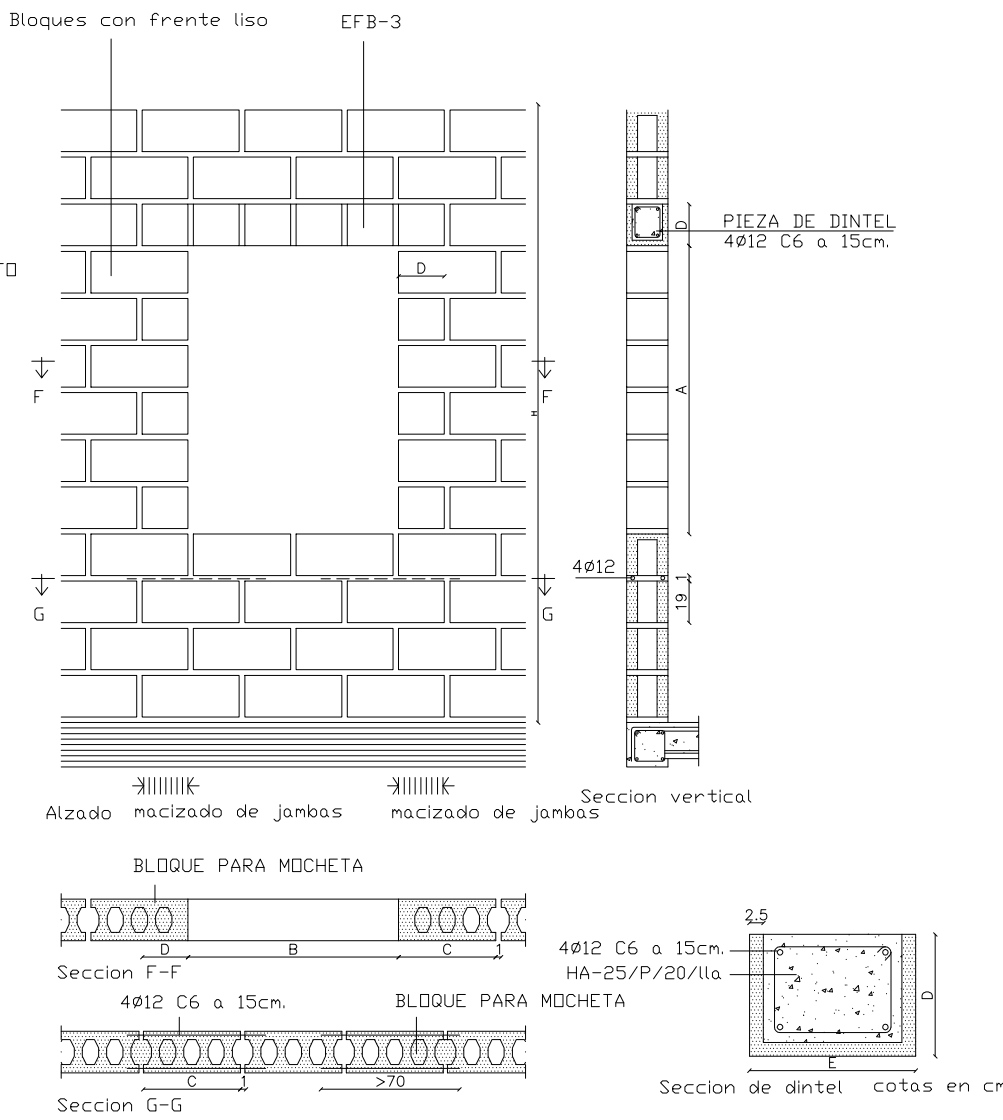 Bloques con frente liso
EFB-3
TO
D
D
PIEZA DE DINTEL
4Ø12 C6 a 15cm.
F
F
H
A
4Ø12
1
19
G
G
Seccion vertical
Alzado
macizado de jambas
macizado de jambas
BLOQUE PARA MOCHETA
D
B
C
1
Seccion F-F
4Ø12 C6 a 15cm.
BLOQUE PARA MOCHETA
C
1
>70
Seccion G-G
2.5
4Ø12 C6 a 15cm.
HA-25/P/20/lla
D
E
Seccion de dintel
cotas en cm